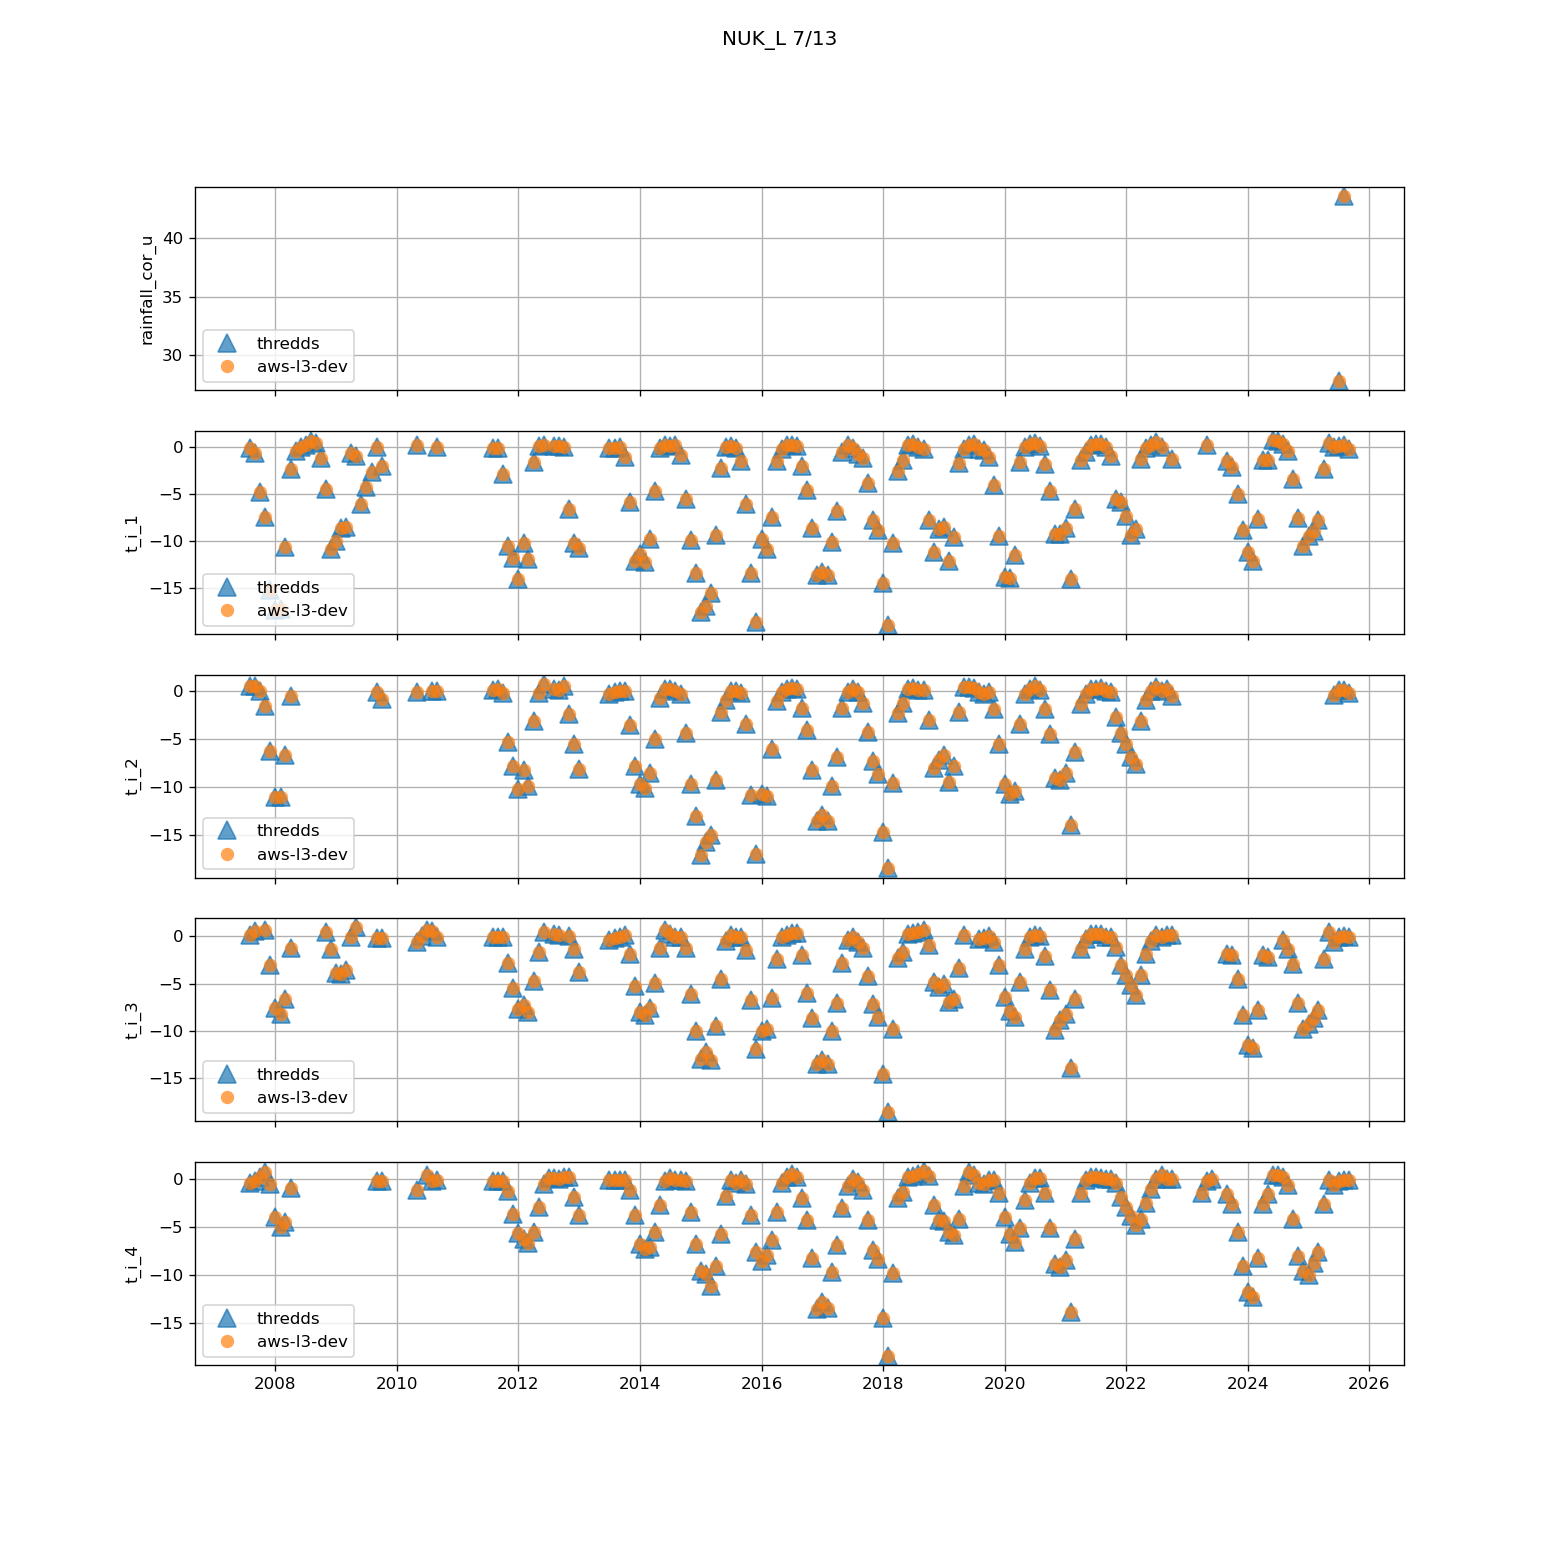 NUK_L 7/13
rainfall_cor_u
40
35
30
thredds
aws-l3-dev
t_i_1
0
−5
−10
−15
thredds
aws-l3-dev
t_i_2
0
−5
−10
−15
thredds
aws-l3-dev
t_i_3
0
−5
−10
−15
thredds
aws-l3-dev
t_i_4
0
−5
−10
−15
thredds
aws-l3-dev
2008 2010 2012 2014 2016 2018 2020 2022 2024 2026